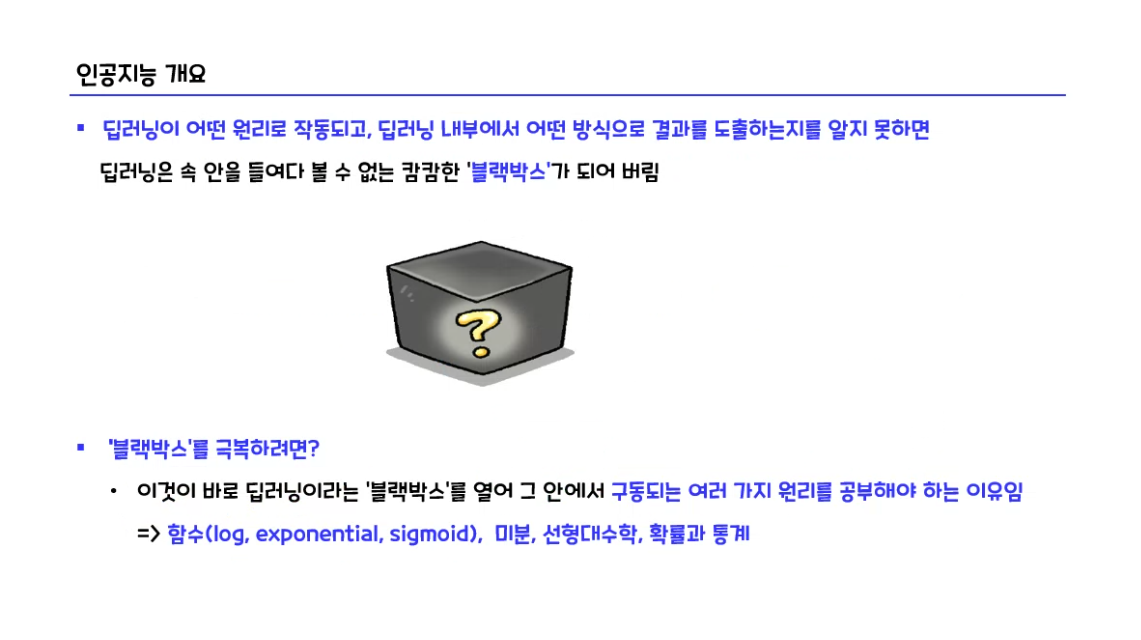 인공지능 개요
▪ 딥러닝이 어떤 원리로 작동되고, 딥러닝 내부에서 어떤 방식으로 결과를 도출하는지를 알지 못하면
딥러닝은 속 안을 들여다 볼 수 없는 캄캄한 '블랙박스'가 되어 버림
?
▪ '블랙박스'를 극복하려면?
• 이것이 바로 딥러닝이라는 '블랙박스'를 열어 그 안에서 구동되는 여러 가지 원리를 공부해야 하는 이유임
=> 함수(log, exponential, sigmoid), 미분, 선형대수학, 확률과 통계